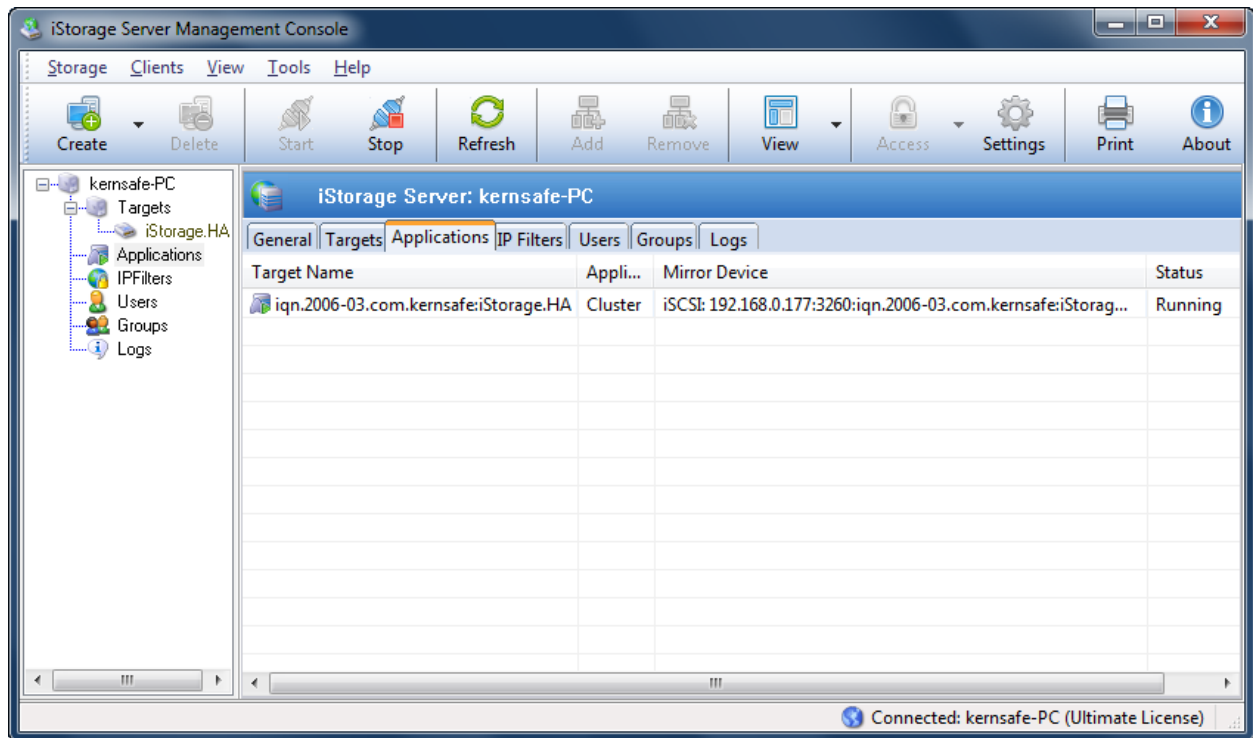 iStorage Server Management Console
Storage Clients View Tools Help
Create Delete Start Stop Refresh Add Remove View Access Settings Print About
kernsafe-PC
Targets
iStorage.HA
Applications
IPFilters
Users
Groups
Logs
iStorage Server: kernsafe-PC
General Targets Applications IP Filters Users Groups Logs
Target Name Appli... Mirror Device Status
iqn.2006-03.com.kernsafe:iStorage.HA Cluster iSCSI: 192.168.0.177:3260:iqn.2006-03.com.kernsafe:iStorag... Running
Connected: kernsafe-PC (Ultimate License)